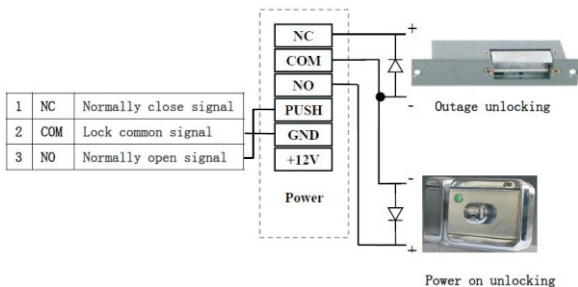 1 NC Normally close signal
2 COM Lock common signal
3 NO Normally open signal
NC
COM
NO
PUSH
GND
+12V
Power
+
-
Outage unlocking
-
+
Power on unlocking